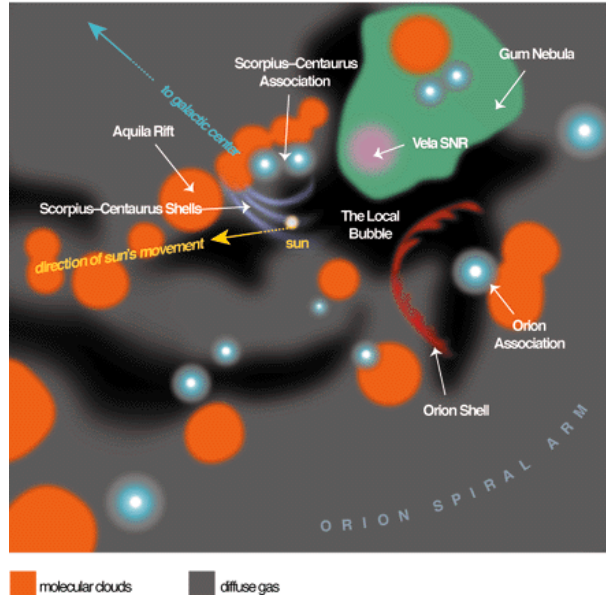 Scorpius–Centaurus
Association
Gum Nebula
to galactic center
Aquila Rift
Vela SNR
Scorpius–Centaurus Shells
The Local
Bubble
sun
direction of sun's movement
Orion
Association
Orion Shell
ORION SPIRAL ARM
molecular clouds
diffuse gas